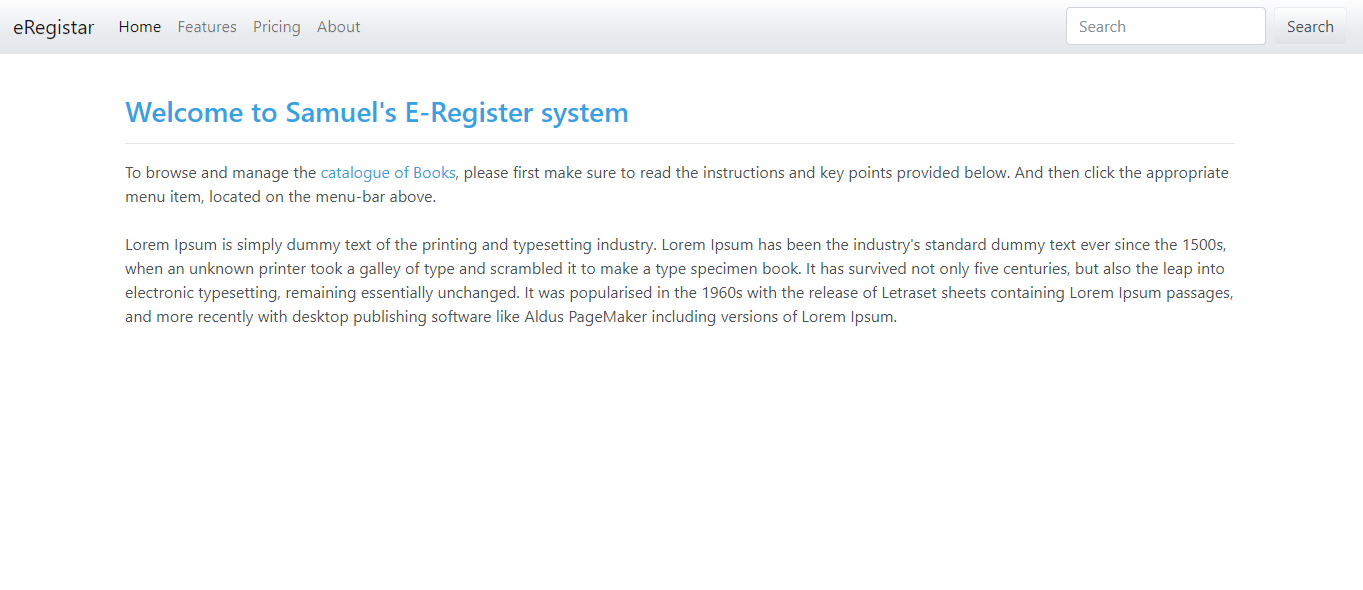 eRegistar Home Features Pricing About Search Search
Welcome to Samuel's E-Register system
To browse and manage the catalogue of Books, please first make sure to read the instructions and key points provided below. And then click the appropriate
menu item, located on the menu-bar above.
Lorem Ipsum is simply dummy text of the printing and typesetting industry. Lorem Ipsum has been the industry's standard dummy text ever since the 1500s,
when an unknown printer took a galley of type and scrambled it to make a type specimen book. It has survived not only five centuries, but also the leap into
electronic typesetting, remaining essentially unchanged. It was popularised in the 1960s with the release of Letraset sheets containing Lorem Ipsum passages,
and more recently with desktop publishing software like Aldus PageMaker including versions of Lorem Ipsum.